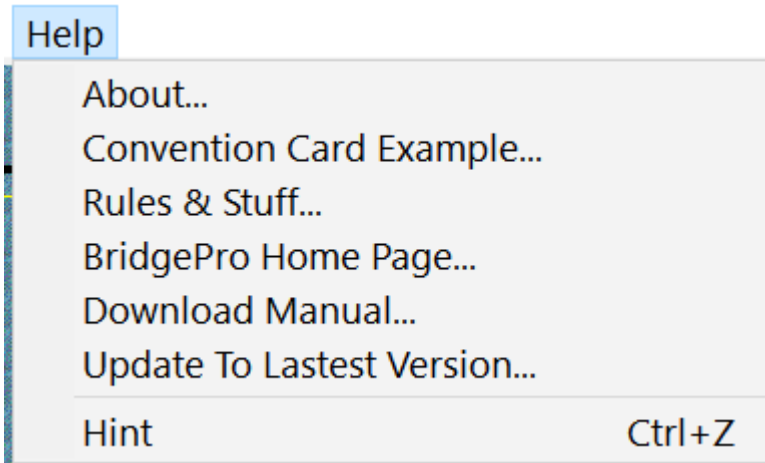 Help
About...
Convention Card Example...
Rules & Stuff...
BridgePro Home Page...
Download Manual...
Update To Lastest Version...
Hint Ctrl+Z